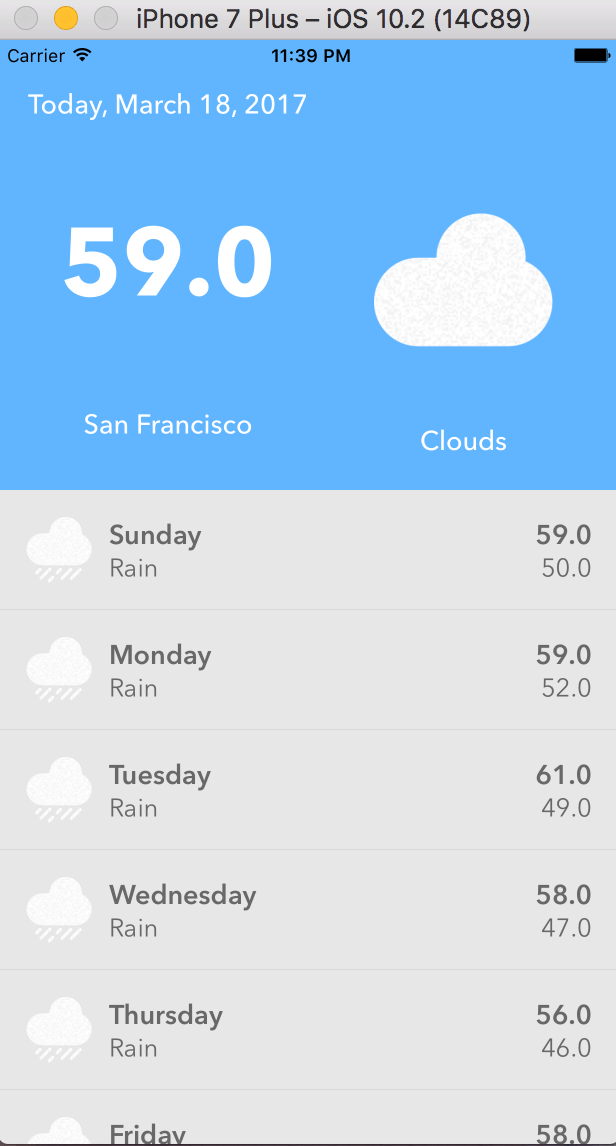 iPhone 7 Plus – iOS 10.2 (14C89)
Carrier 11:39 PM
Today, March 18, 2017
59.0
San Francisco
Clouds
Sunday 59.0
Rain 50.0
Monday 59.0
Rain 52.0
Tuesday 61.0
Rain 49.0
Wednesday 58.0
Rain 47.0
Thursday 56.0
Rain 46.0
Friday 58.0